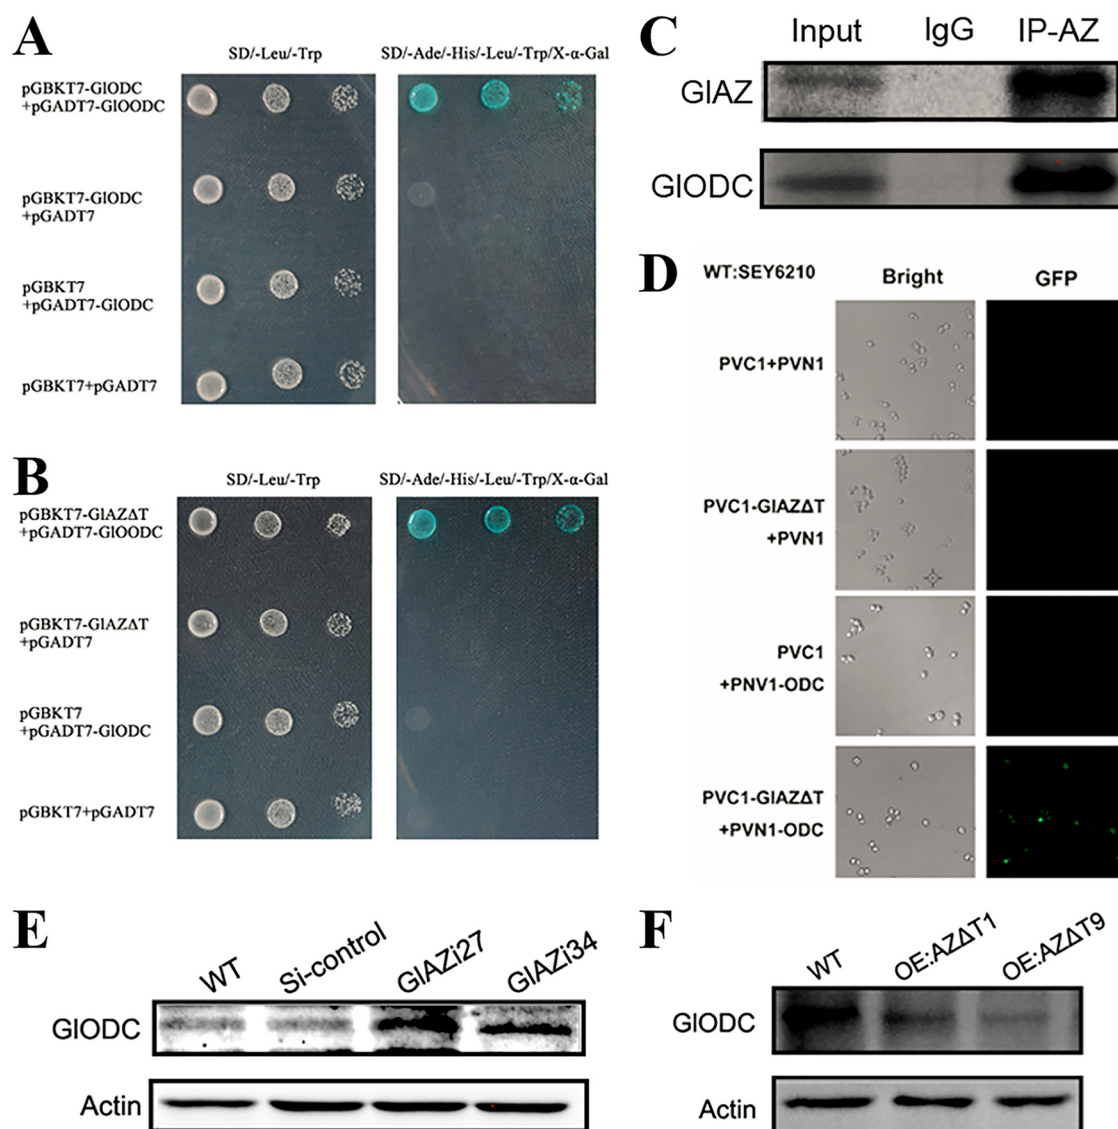 A
SD/-Leu/-Trp
SD/-Ade/-His/-Leu/-Trp/X-α-Gal
pGBKT7-GlODC
+pGADT7-GlOODC
pGBKT7-GlODC
+pGADT7
pGBKT7
+pGADT7-GlODC
pGBKT7+pGADT7
B
SD/-Leu/-Trp
SD/-Ade/-His/-Leu/-Trp/X-α-Gal
pGBKT7-GlAZΔT
+pGADT7-GlOODC
pGBKT7-GlAZΔT
+pGADT7
pGBKT7
+pGADT7-GlODC
pGBKT7+pGADT7
C
Input IgG IP-AZ
GlAZ
GlODC
D
WT:SEY6210
Bright
GFP
PVC1+PVN1
PVC1-GlAZΔT
+PVN1
PVC1
+PNV1-ODC
PVC1-GlAZΔT
+PVN1-ODC
E
WT
Si-control
GlAZi27
GlAZi34
GlODC
Actin
F
WT
OE:AZΔT1
OE:AZΔT9
GlODC
Actin